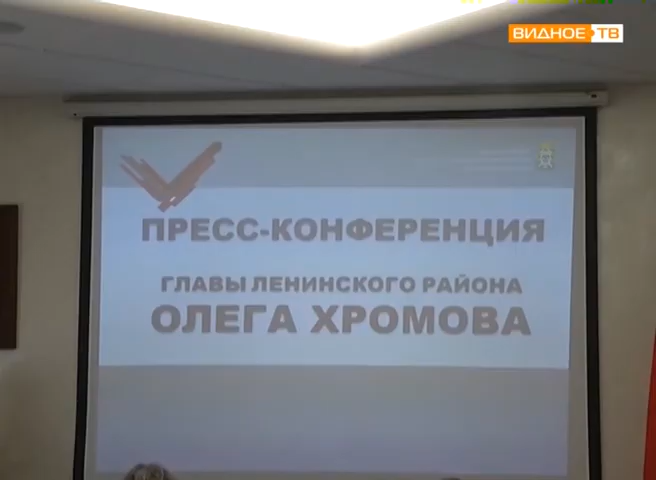 ВИДНОЕ ТВ
ПРЕСС-КОНФЕРЕНЦИЯ
ГЛАВЫ ЛЕНИНСКОГО РАЙОНА
ОЛЕГА ХРОМОВА